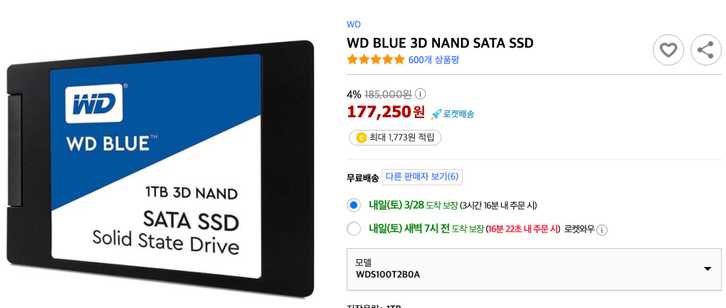 WD
WD BLUE™
1TB 3D NAND
SATA SSD
Solid State Drive
WD
WD BLUE 3D NAND SATA SSD
600개 상품평
4% 185,000원
177,250원 로켓배송
최대 1,773원 적립
무료배송 다른 판매자 보기(6)
내일(토) 3/28 도착 보장 (3시간 16분 내 주문 시)
내일(토) 새벽 7시 전 도착 보장 (16분 22초 내 주문 시) 로켓와우
모델
WDS100T2B0A